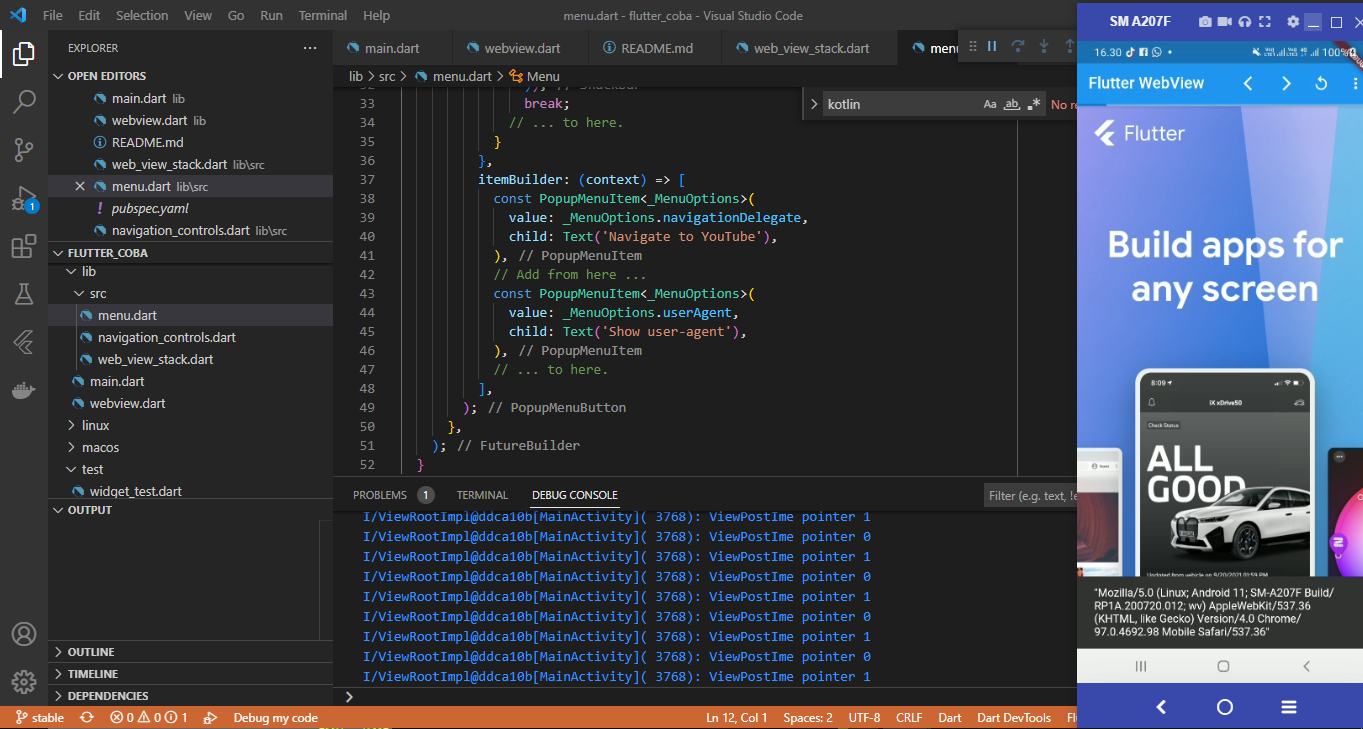 File Edit Selection View Go Run Terminal Help
menu.dart - flutter_coba - Visual Studio Code
EXPLORER
OPEN EDITORS
main.dart lib
webview.dart lib
README.md
web_view_stack.dart lib\src
menu.dart lib\src
pubspec.yaml
navigation_controls.dart lib\src
FLUTTER_COBA
lib
src
menu.dart
navigation_controls.dart
web_view_stack.dart
main.dart
webview.dart
linux
macos
test
widget_test.dart
OUTPUT
OUTLINE
TIMELINE
DEPENDENCIES
1
main.dart
webview.dart
README.md
web_view_stack.dart
lib > src > menu.dart > Menu
kotlin
Aa ab .*
33 break;
34 // ... to here.
35 }
36 },
37 itemBuilder: (context) => [
38 const PopupMenuItem<_MenuOptions>(
39 value: _MenuOptions.navigationDelegate,
40 child: Text('Navigate to YouTube'),
41 ), // PopupMenuItem
42 // Add from here ...
43 const PopupMenuItem<_MenuOptions>(
44 value: _MenuOptions.userAgent,
45 child: Text('Show user-agent'),
46 ), // PopupMenuItem
47 // ... to here.
48 ],
49 ); // PopupMenuButton
50 },
51 ); // FutureBuilder
52 }
PROBLEMS 1 TERMINAL DEBUG CONSOLE
Filter (e.g. text,
I/ViewRootImpl@ddca10b[MainActivity]( 3768): ViewPostIme pointer 1
I/ViewRootImpl@ddca10b[MainActivity]( 3768): ViewPostIme pointer 0
I/ViewRootImpl@ddca10b[MainActivity]( 3768): ViewPostIme pointer 1
I/ViewRootImpl@ddca10b[MainActivity]( 3768): ViewPostIme pointer 0
I/ViewRootImpl@ddca10b[MainActivity]( 3768): ViewPostIme pointer 1
I/ViewRootImpl@ddca10b[MainActivity]( 3768): ViewPostIme pointer 0
I/ViewRootImpl@ddca10b[MainActivity]( 3768): ViewPostIme pointer 1
I/ViewRootImpl@ddca10b[MainActivity]( 3768): ViewPostIme pointer 0
I/ViewRootImpl@ddca10b[MainActivity]( 3768): ViewPostIme pointer 1
stable 0 0 1 Debug my code
Ln 12, Col 1 Spaces: 2 UTF-8 CRLF Dart Dart DevTools
SM A207F
16.30
100%
Flutter WebView
Flutter
Build apps for
any screen
8:09
iX xDrive50
Check Status
ALL
GOOD
Updated from vehicle on 9/20/2021 01:59 PM
"Mozilla/5.0 (Linux; Android 11; SM-A207F Build/
RP1A.200720.012; wv) AppleWebKit/537.36
(KHTML, like Gecko) Version/4.0 Chrome/
97.0.4692.98 Mobile Safari/537.36"